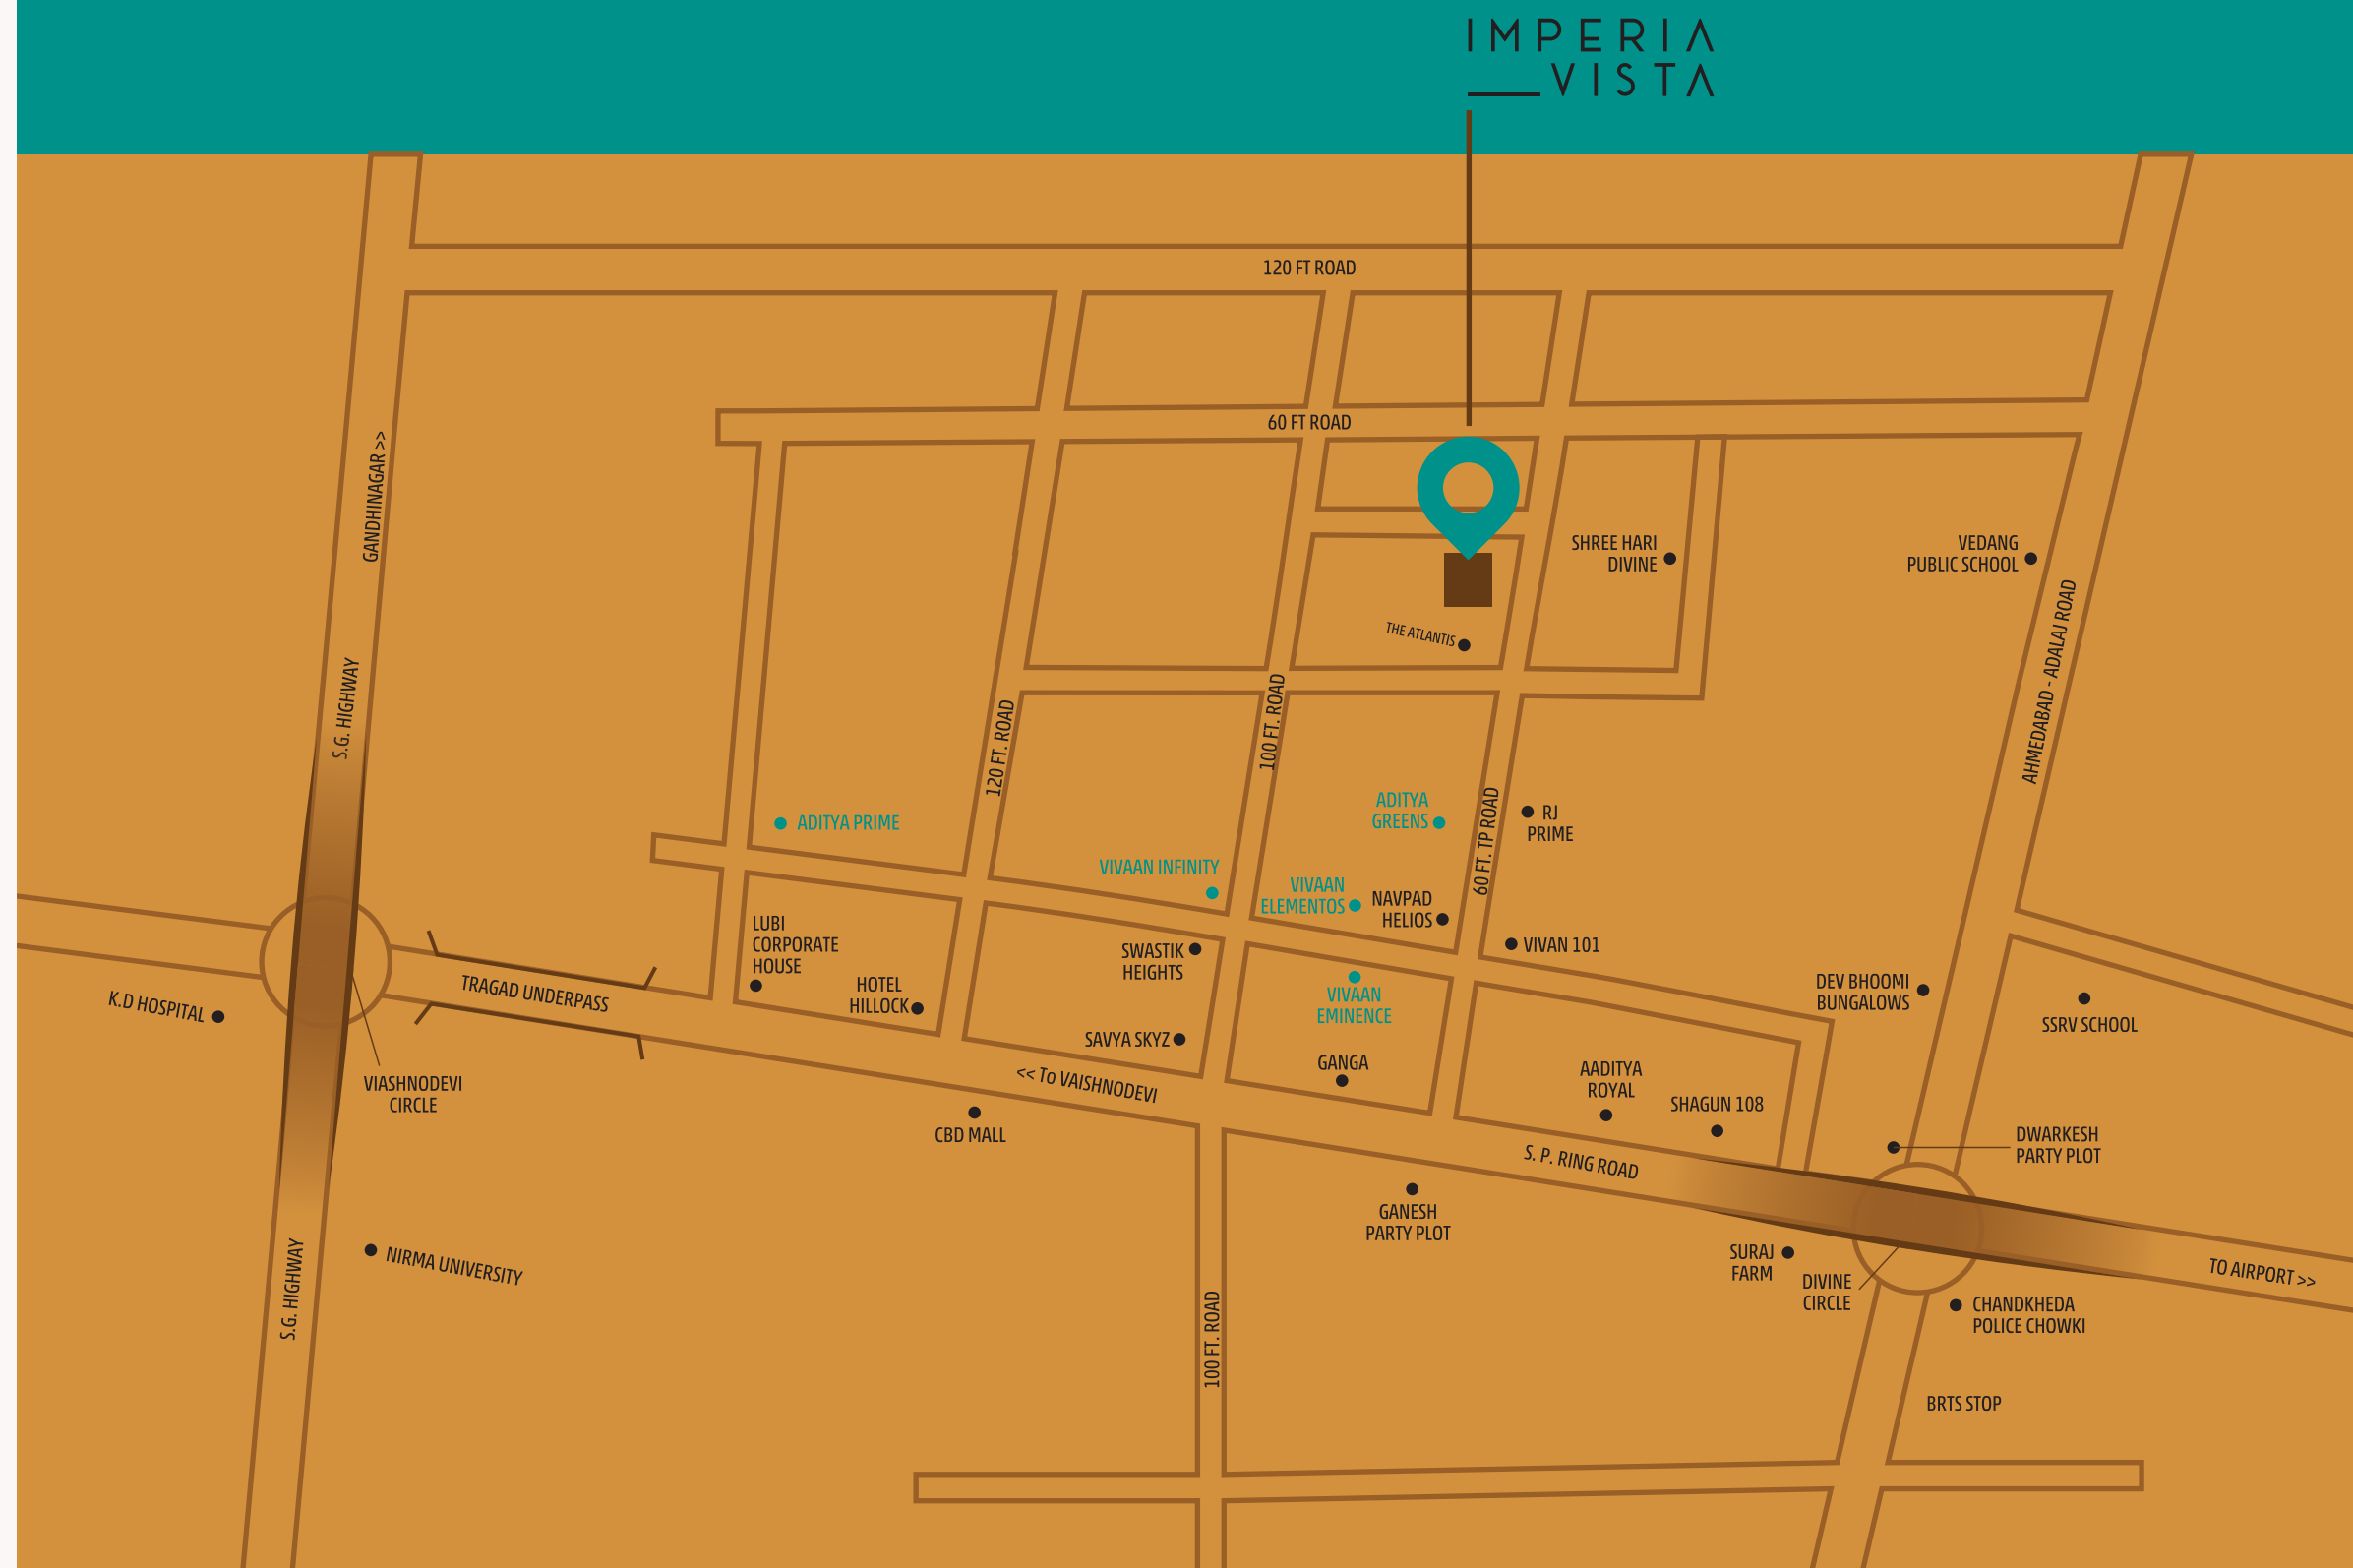 IMPERIA
VISTA
120 FT ROAD
60 FT ROAD
GANDHINAGAR >>
SHREE HARI
DIVINE
VEDANG
PUBLIC SCHOOL
THE ATLANTIS
S.G. HIGHWAY
120 FT. ROAD
100 FT. ROAD
AHMEDABAD - ADALAJ ROAD
ADITYA PRIME
ADITYA
GREENS
60 FT. TP ROAD
RJ
PRIME
VIVAAN INFINITY
VIVAAN
ELEMENTOS
NAVPAD
HELIOS
LUBI
CORPORATE
HOUSE
SWASTIK
HEIGHTS
VIVAN 101
K.D HOSPITAL
TRAGAD UNDERPASS
HOTEL
HILLOCK
VIVAAN
EMINENCE
DEV BHOOMI
BUNGALOWS
SSRV SCHOOL
SAVYA SKYZ
GANGA
VIASHNODEVI
CIRCLE
<< To VAISHNODEVI
AADITYA
ROYAL
SHAGUN 108
CBD MALL
S. P. RING ROAD
DWARKESH
PARTY PLOT
GANESH
PARTY PLOT
NIRMA UNIVERSITY
S.G. HIGHWAY
SURAJ
FARM
DIVINE
CIRCLE
TO AIRPORT >>
CHANDKHEDA
POLICE CHOWKI
100 FT. ROAD
BRTS STOP